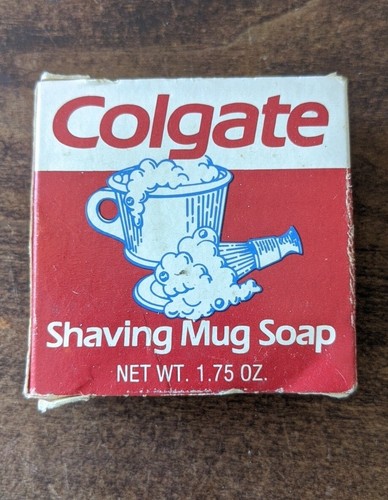 Colgate
Shaving Mug Soap
NET WT. 1.75 OZ.